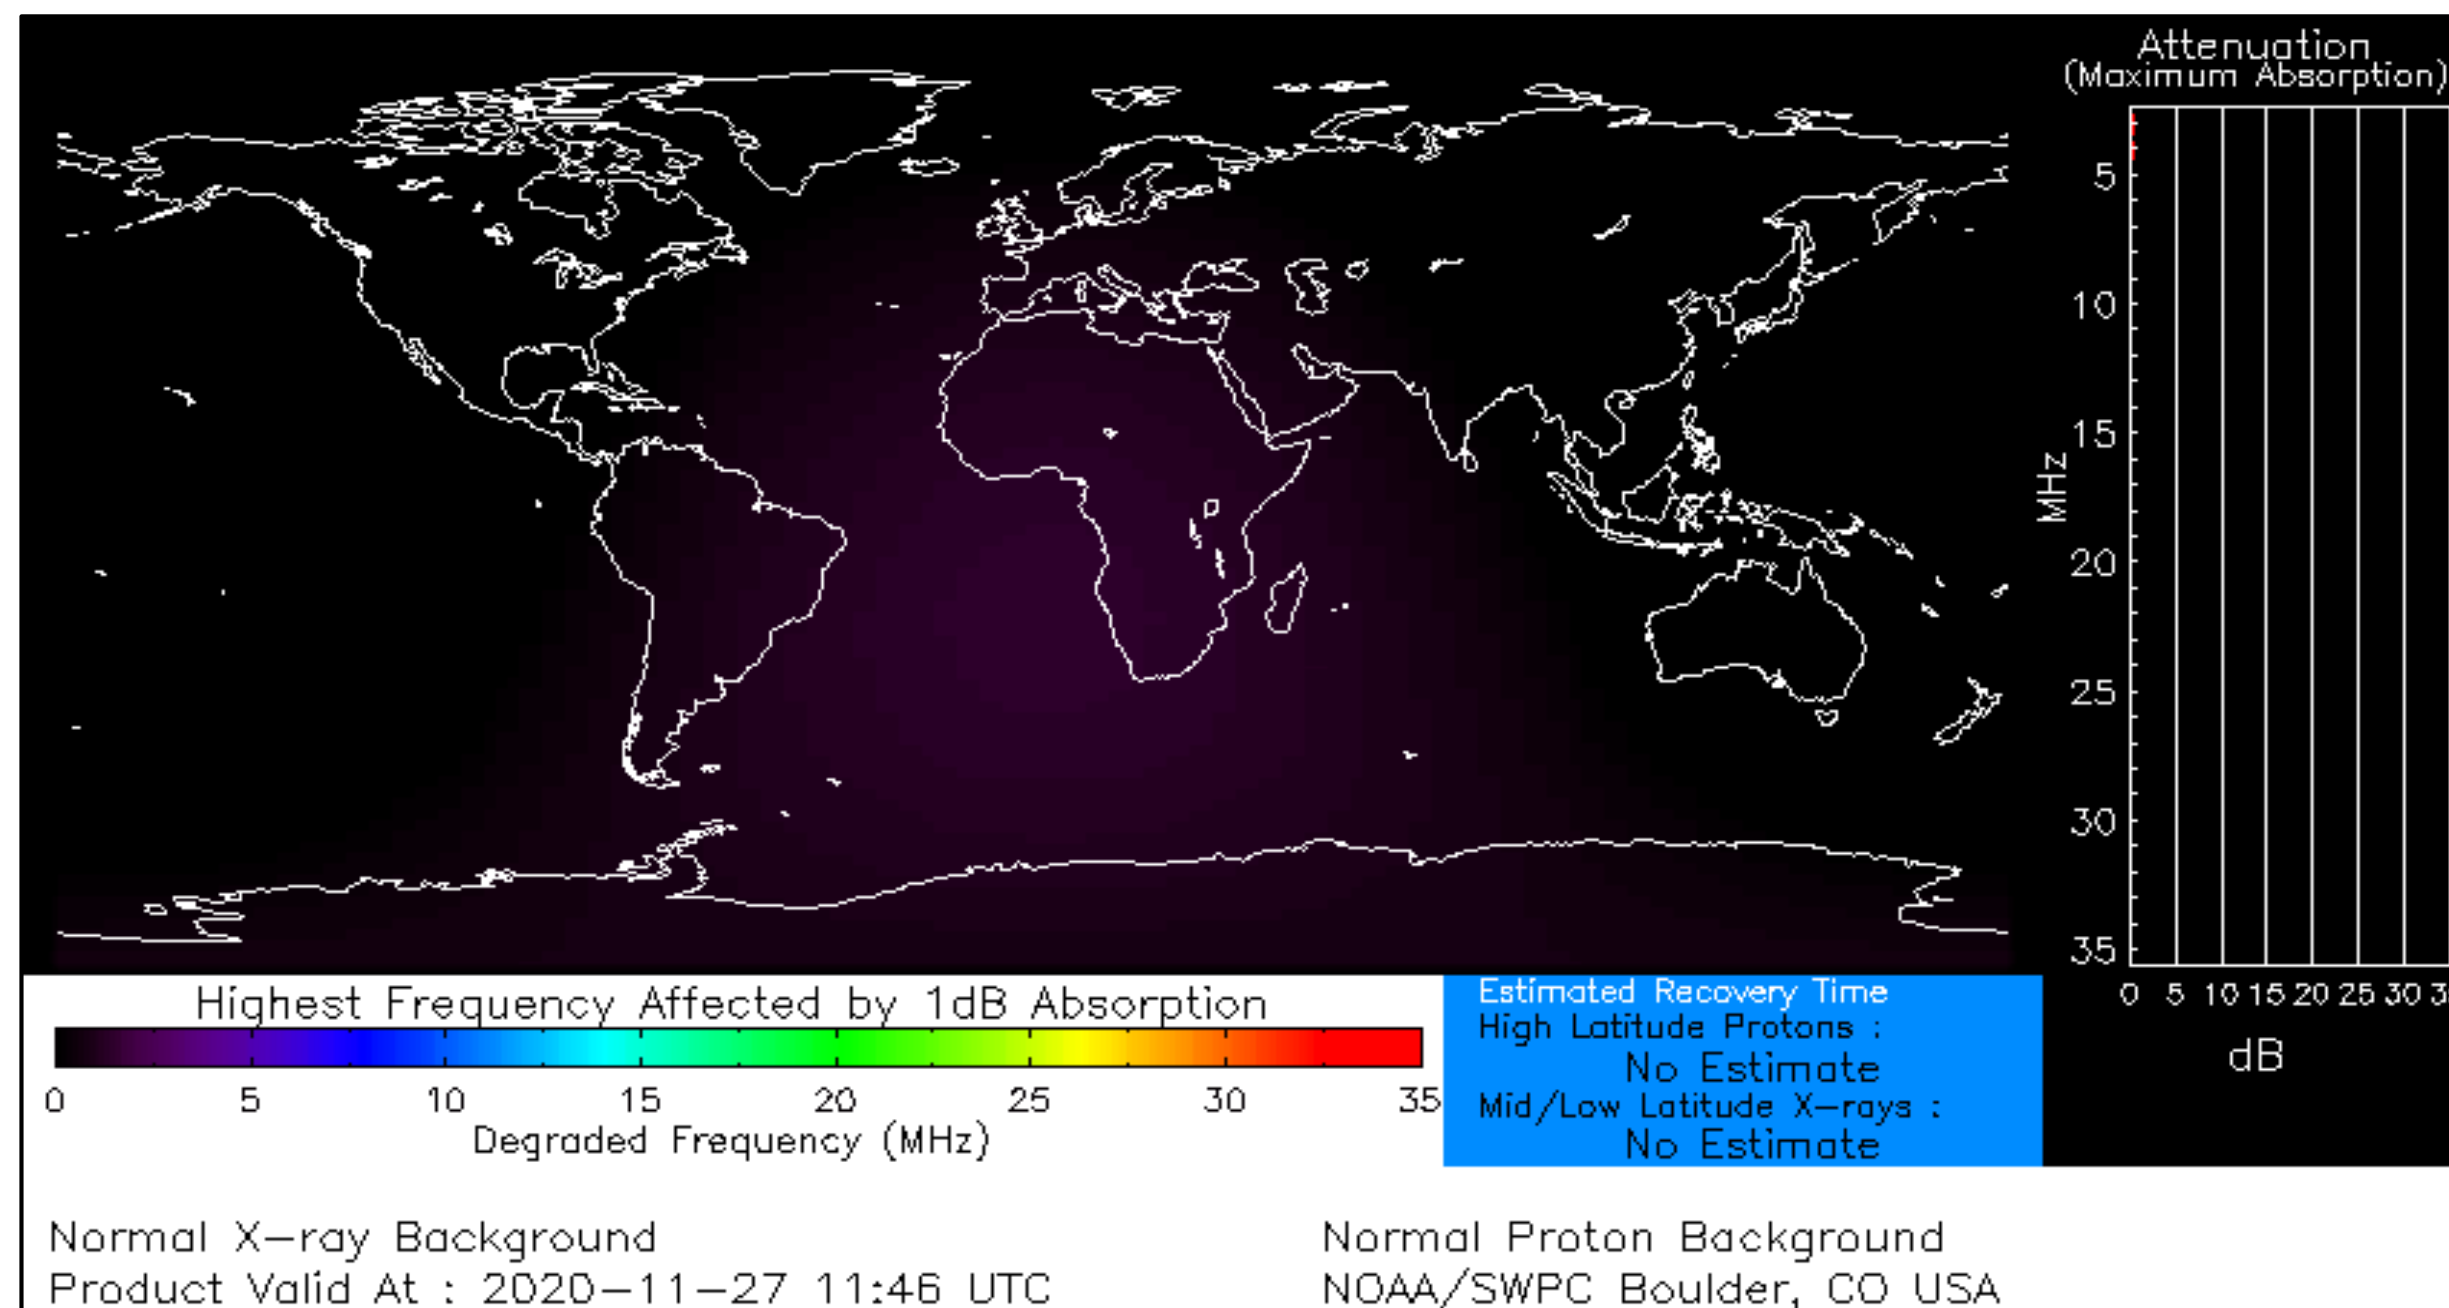 Attenuation
(Maximum Absorption)
5
10
15
20
25
30
35
MHz
0 5 10 15 20 25 30
dB
Highest Frequency Affected by 1dB Absorption
0 5 10 15 20 25 30 35
Degraded Frequency (MHz)
Estimated Recovery Time
High Latitude Protons :
No Estimate
Mid/Low Latitude X-rays :
No Estimate
Normal X-ray Background
Normal Proton Background
Product Valid At : 2020-11-27 11:46 UTC
NOAA/SWPC Boulder, CO USA